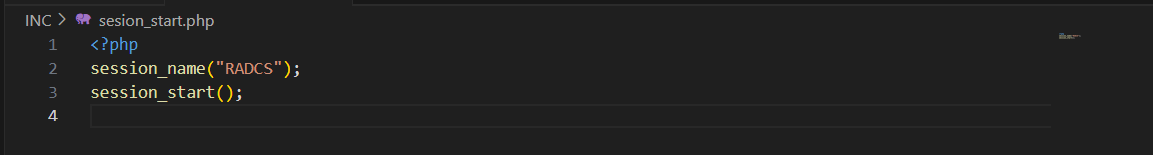 INC > sesion_start.php
1 <?php
2 session_name("RADCS");
3 session_start();
4